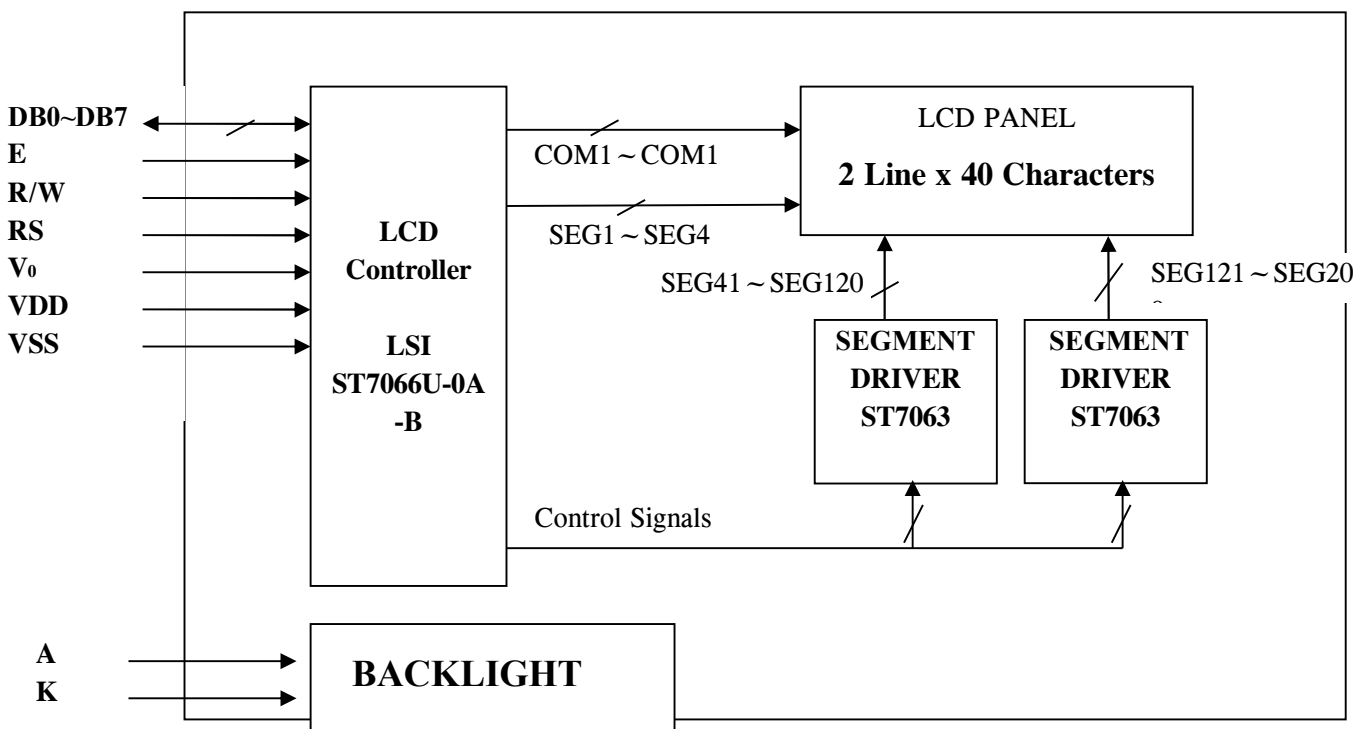 DB0~DB7
E
R/W
RS
V0
VDD
VSS
LCD
Controller
LSI
ST7066U-0A
-B
COM1~COM1
SEG1~SEG4
LCD PANEL
2 Line x 40 Characters
SEG41~SEG120
SEG121~SEG20
SEGMENT
DRIVER
ST7063
SEGMENT
DRIVER
ST7063
Control Signals
A
K
BACKLIGHT